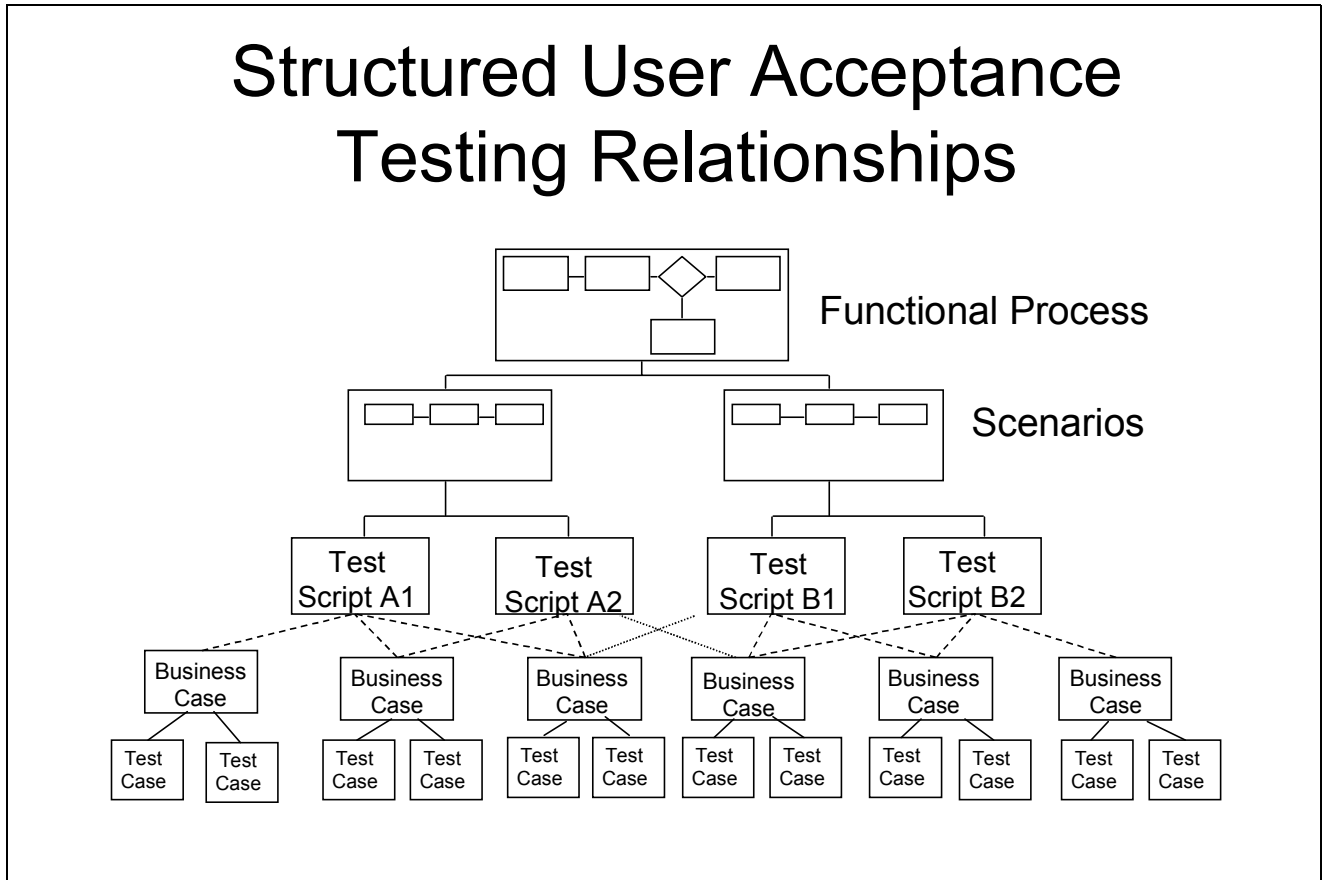 Structured User Acceptance
Testing Relationships
Functional Process
Scenarios
Test
Script A1
Test
Script A2
Test
Script B1
Test
Script B2
Business
Case
Business
Case
Business
Case
Business
Case
Business
Case
Business
Case
Test
Case
Test
Case
Test
Case
Test
Case
Test
Case
Test
Case
Test
Case
Test
Case
Test
Case
Test
Case
Test
Case
Test
Case